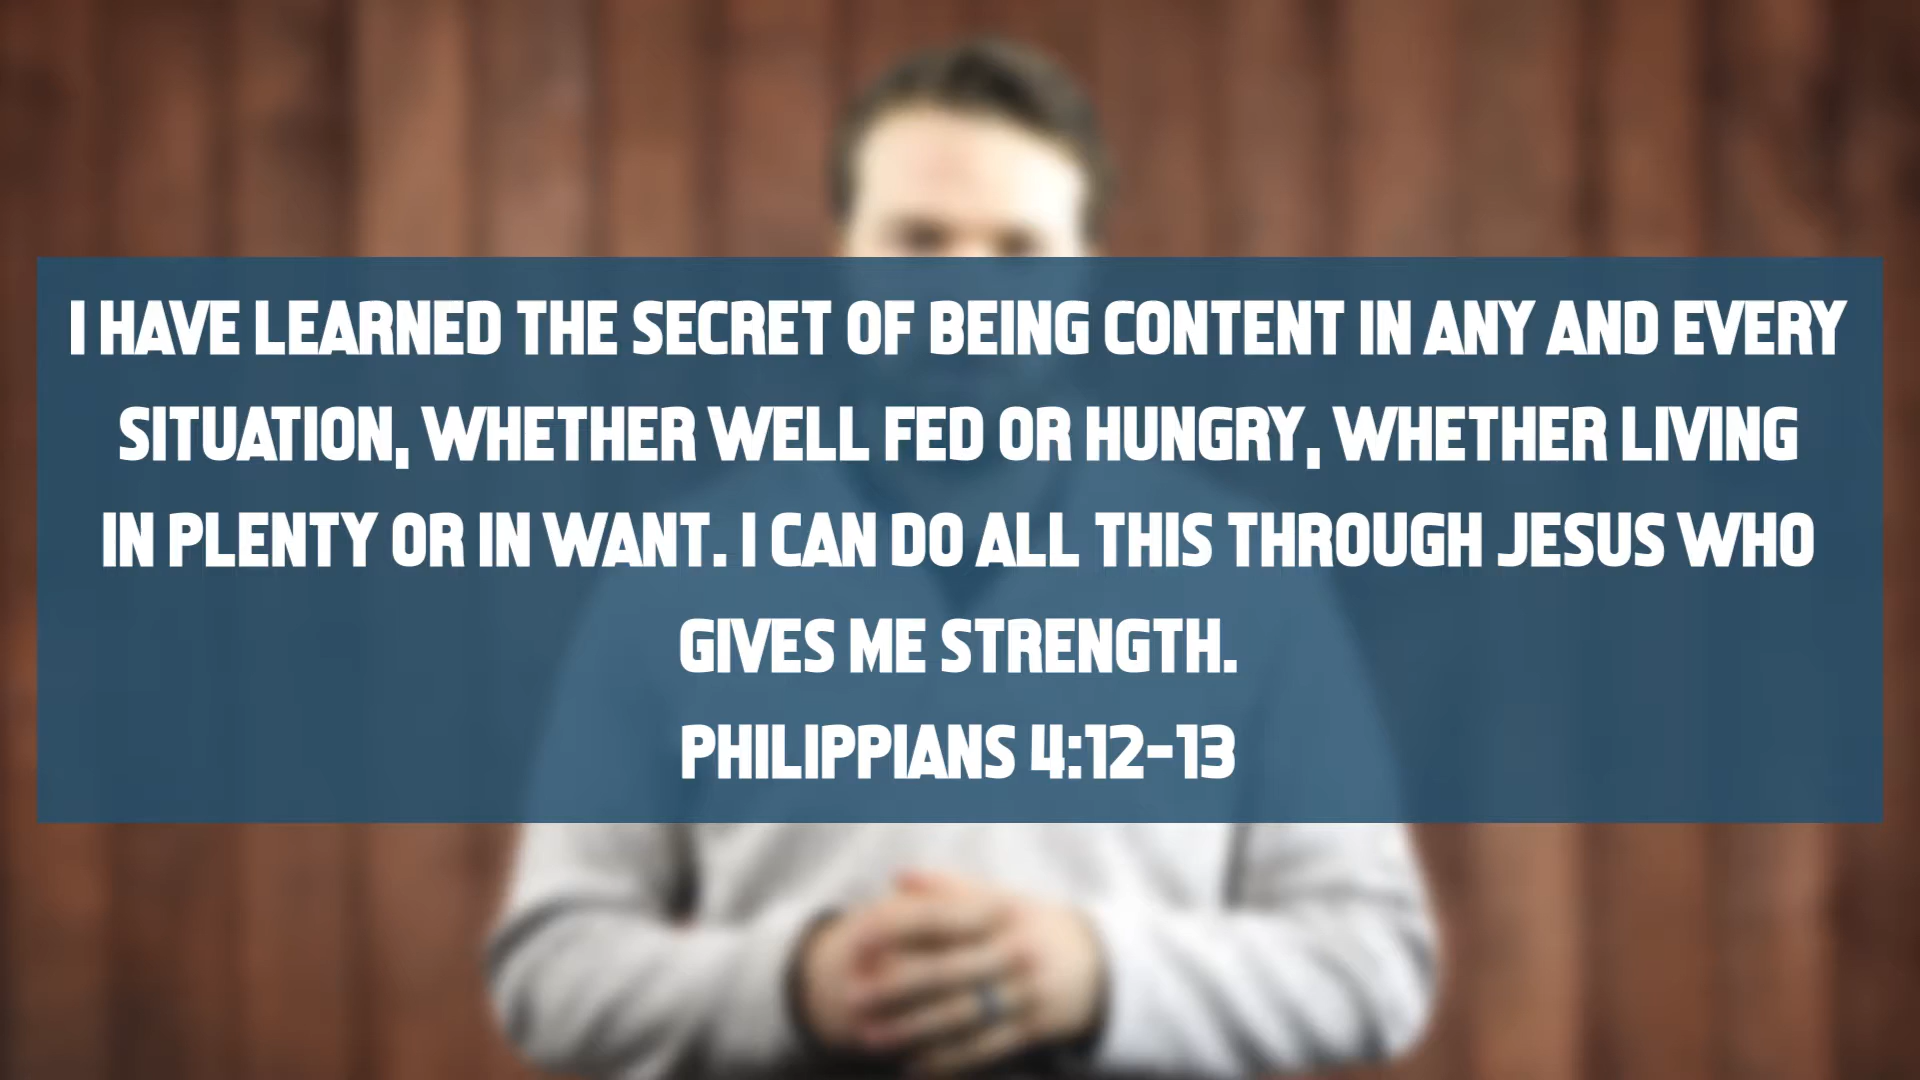 I HAVE LEARNED THE SECRET OF BEING CONTENT IN ANY AND EVERY
SITUATION, WHETHER WELL FED OR HUNGRY, WHETHER LIVING
IN PLENTY OR IN WANT. I CAN DO ALL THIS THROUGH JESUS WHO
GIVES ME STRENGTH.
PHILIPPIANS 4:12-13